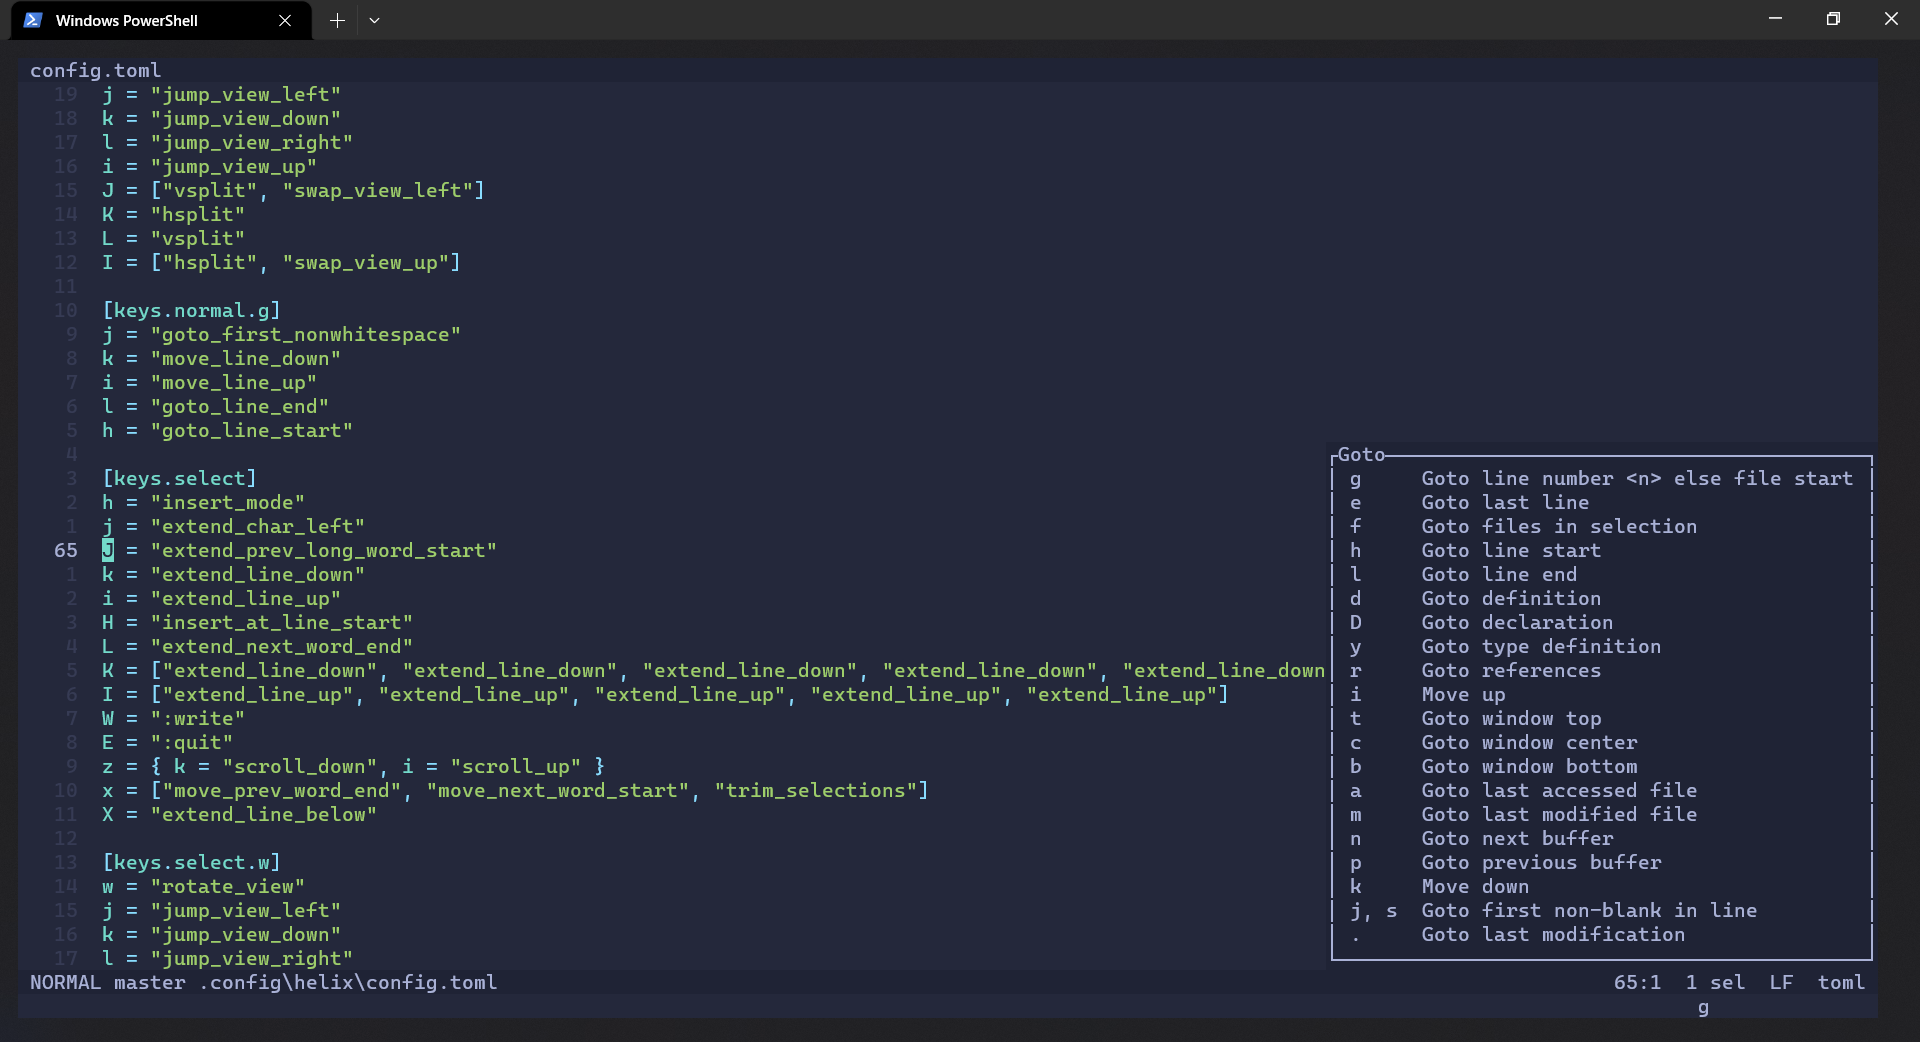 Windows PowerShell
config.toml
19 j = "jump_view_left"
18 k = "jump_view_down"
17 l = "jump_view_right"
16 i = "jump_view_up"
15 J = ["vsplit", "swap_view_left"]
14 K = "hsplit"
13 L = "vsplit"
12 I = ["hsplit", "swap_view_up"]
11
10 [keys.normal.g]
9 j = "goto_first_nonwhitespace"
8 k = "move_line_down"
7 i = "move_line_up"
6 l = "goto_line_end"
5 h = "goto_line_start"
4
3 [keys.select]
2 h = "insert_mode"
1 j = "extend_char_left"
65 J = "extend_prev_long_word_start"
1 k = "extend_line_down"
2 i = "extend_line_up"
3 H = "insert_at_line_start"
4 L = "extend_next_word_end"
5 K = ["extend_line_down", "extend_line_down", "extend_line_down", "extend_line_down", "extend_line_down
6 I = ["extend_line_up", "extend_line_up", "extend_line_up", "extend_line_up", "extend_line_up"]
7 W = ":write"
8 E = ":quit"
9 z = { k = "scroll_down", i = "scroll_up" }
10 x = ["move_prev_word_end", "move_next_word_start", "trim_selections"]
11 X = "extend_line_below"
12
13 [keys.select.w]
14 w = "rotate_view"
15 j = "jump_view_left"
16 k = "jump_view_down"
17 l = "jump_view_right"
Goto
g Goto line number <n> else file start
e Goto last line
f Goto files in selection
h Goto line start
l Goto line end
d Goto definition
D Goto declaration
y Goto type definition
r Goto references
i Move up
t Goto window top
c Goto window center
b Goto window bottom
a Goto last accessed file
m Goto last modified file
n Goto next buffer
p Goto previous buffer
k Move down
j, s Goto first non-blank in line
. Goto last modification
NORMAL master .config\helix\config.toml 65:1 1 sel LF toml
g